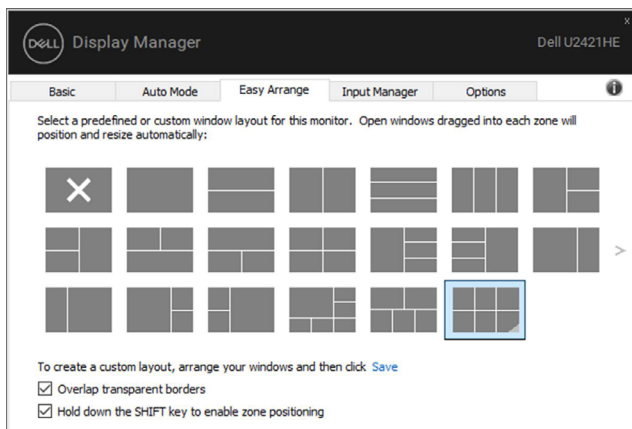 x
DELL Display Manager Dell U2421HE
Basic Auto Mode Easy Arrange Input Manager Options
Select a predefined or custom window layout for this monitor. Open windows dragged into each zone will
position and resize automatically:
>
To create a custom layout, arrange your windows and then click Save
Overlap transparent borders
Hold down the SHIFT key to enable zone positioning